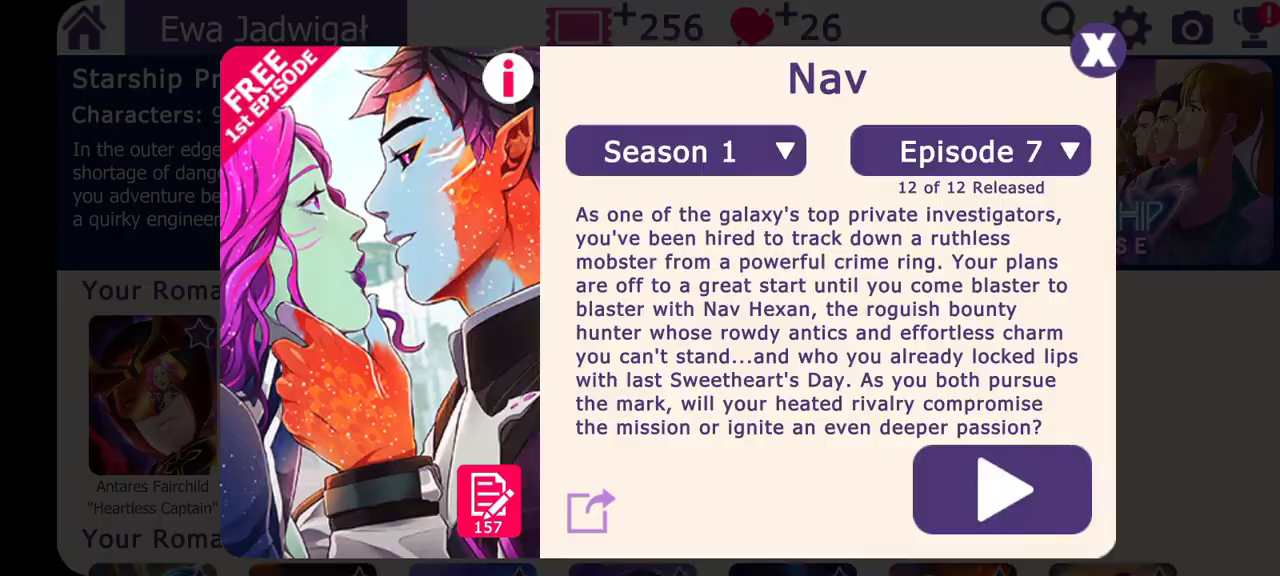 Ewa Jadwigał
+256
+26
FREE
1st EPISODE
i
X
Nav
Season 1 ▼
Episode 7 ▼
12 of 12 Released
As one of the galaxy's top private investigators,
you've been hired to track down a ruthless
mobster from a powerful crime ring. Your plans
are off to a great start until you come blaster to
blaster with Nav Hexan, the roguish bounty
hunter whose rowdy antics and effortless charm
you can't stand...and who you already locked lips
with last Sweetheart's Day. As you both pursue
the mark, will your heated rivalry compromise
the mission or ignite an even deeper passion?
157
Starship Pr
Characters: 9
In the outer edge
shortage of dang
you adventure be
a quirky engineer
HIP
SE
Your Roma
Antares Fairchild
"Heartless Captain"
Your Roma